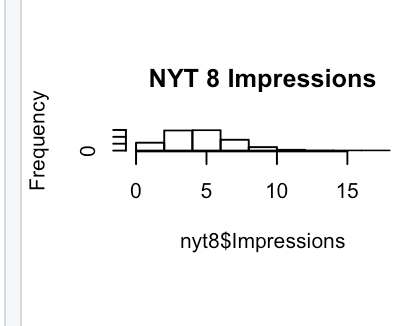 NYT 8 Impressions
Frequency
0
0 5 10 15
nyt8$Impressions